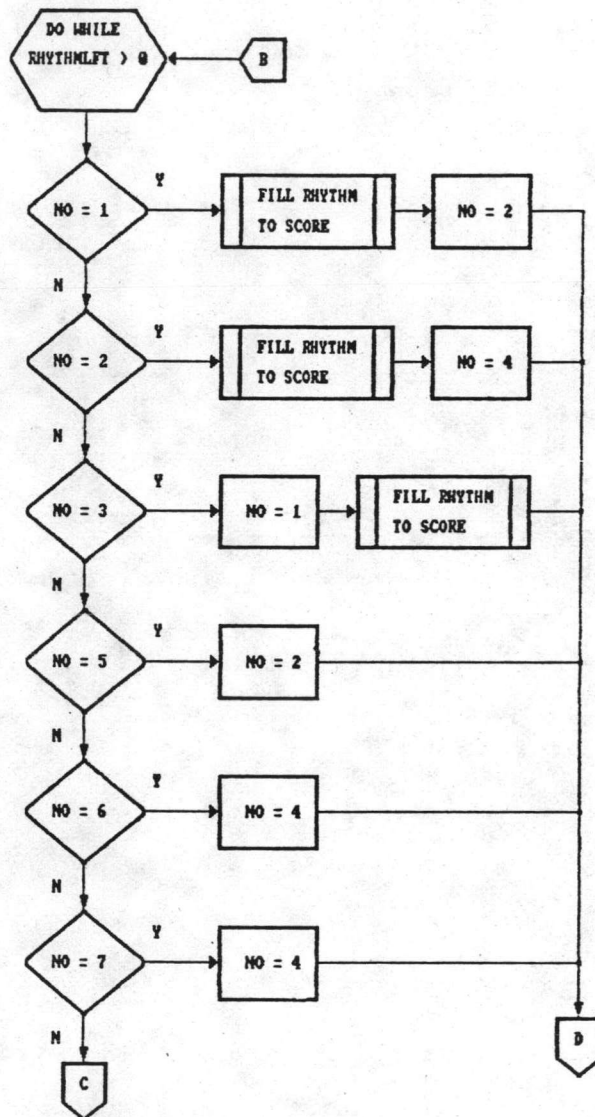 DO WHILE
RHYTHMLFT > 0
B
NO = 1
Y
FILL RHYTHM
TO SCORE
NO = 2
N
NO = 2
Y
FILL RHYTHM
TO SCORE
NO = 4
N
NO = 3
Y
NO = 1
FILL RHYTHM
TO SCORE
N
NO = 5
Y
NO = 2
N
NO = 6
Y
NO = 4
N
NO = 7
Y
NO = 4
N
C
D